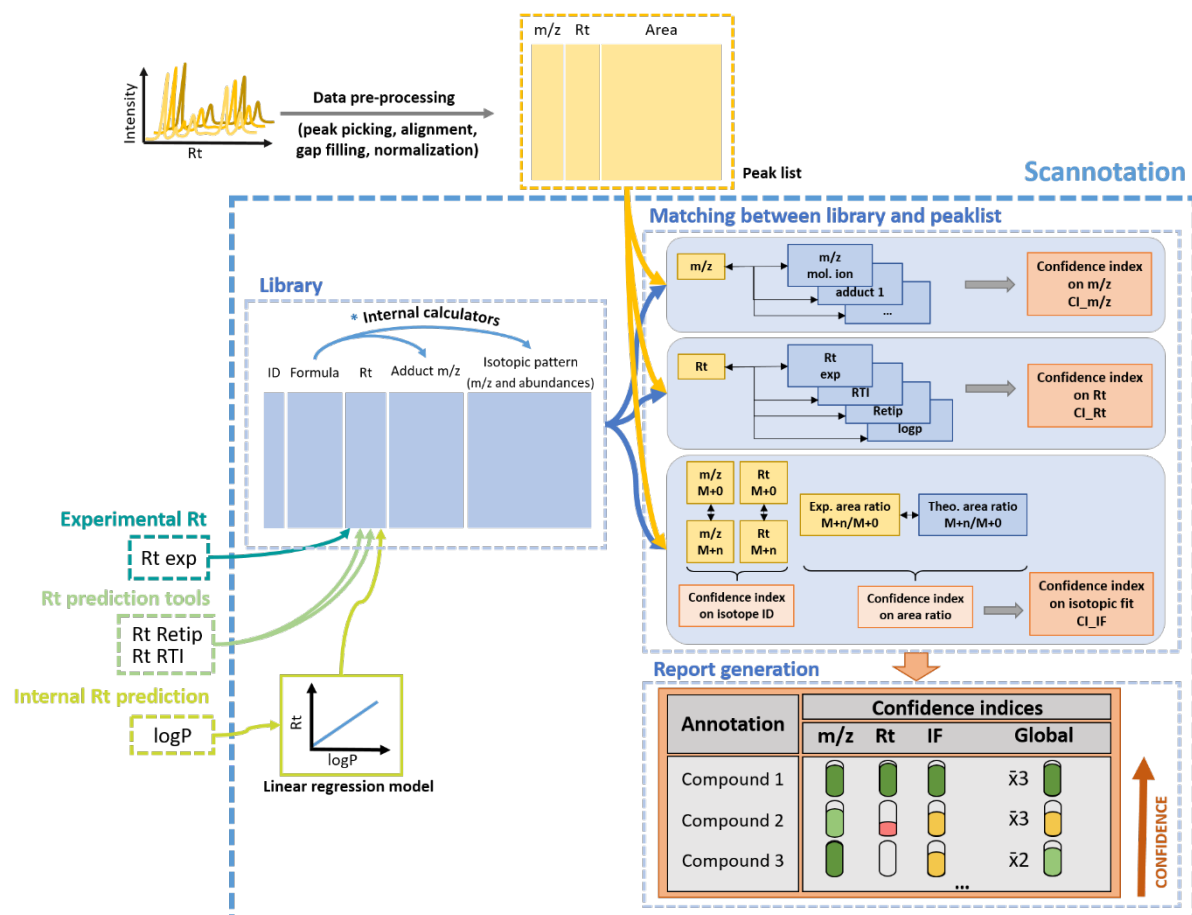 m/z Rt Area
Intensity
Rt
Data pre-processing
(peak picking, alignment,
gap filling, normalization)
Peak list
Scannotation
Library
* Internal calculators
ID Formula Rt Adduct m/z Isotopic pattern
(m/z and abundances)
Experimental Rt
Rt exp
Rt prediction tools
Rt Retip
Rt RTI
Internal Rt prediction
logP
Rt
logP
Linear regression model
Matching between library and peaklist
m/z
m/z
mol. ion
adduct 1
...
Confidence index
on m/z
CI_m/z
Rt
Rt
exp
RTI
Retip
logp
Confidence index
on Rt
CI_Rt
m/z
M+0
Rt
M+0
m/z
M+n
Rt
M+n
Exp. area ratio
M+n/M+0
Theo. area ratio
M+n/M+0
Confidence index
on isotope ID
Confidence index
on area ratio
Confidence index
on isotopic fit
CI_IF
Report generation
Annotation
Confidence indices
m/z Rt IF Global
Compound 1 x̄3
Compound 2 x̄3
Compound 3 x̄2
...
CONFIDENCE